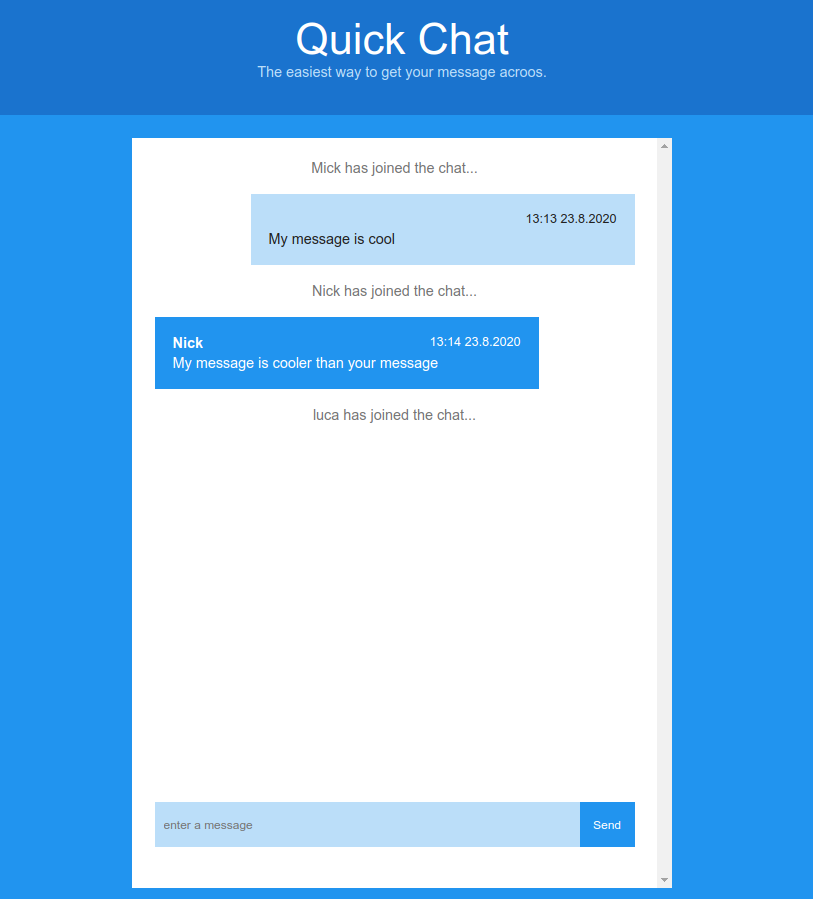 Quick Chat
The easiest way to get your message acroos.
Mick has joined the chat...
13:13 23.8.2020
My message is cool
Nick has joined the chat...
Nick 13:14 23.8.2020
My message is cooler than your message
luca has joined the chat...
enter a message Send